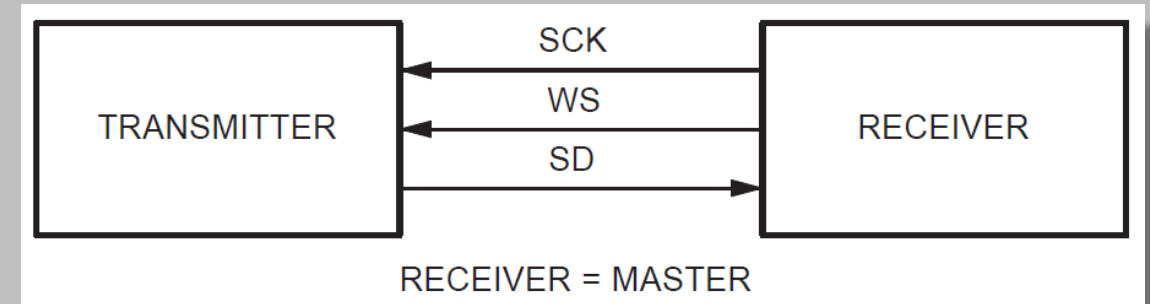 SCK
WS
TRANSMITTER
RECEIVER
SD
RECEIVER = MASTER